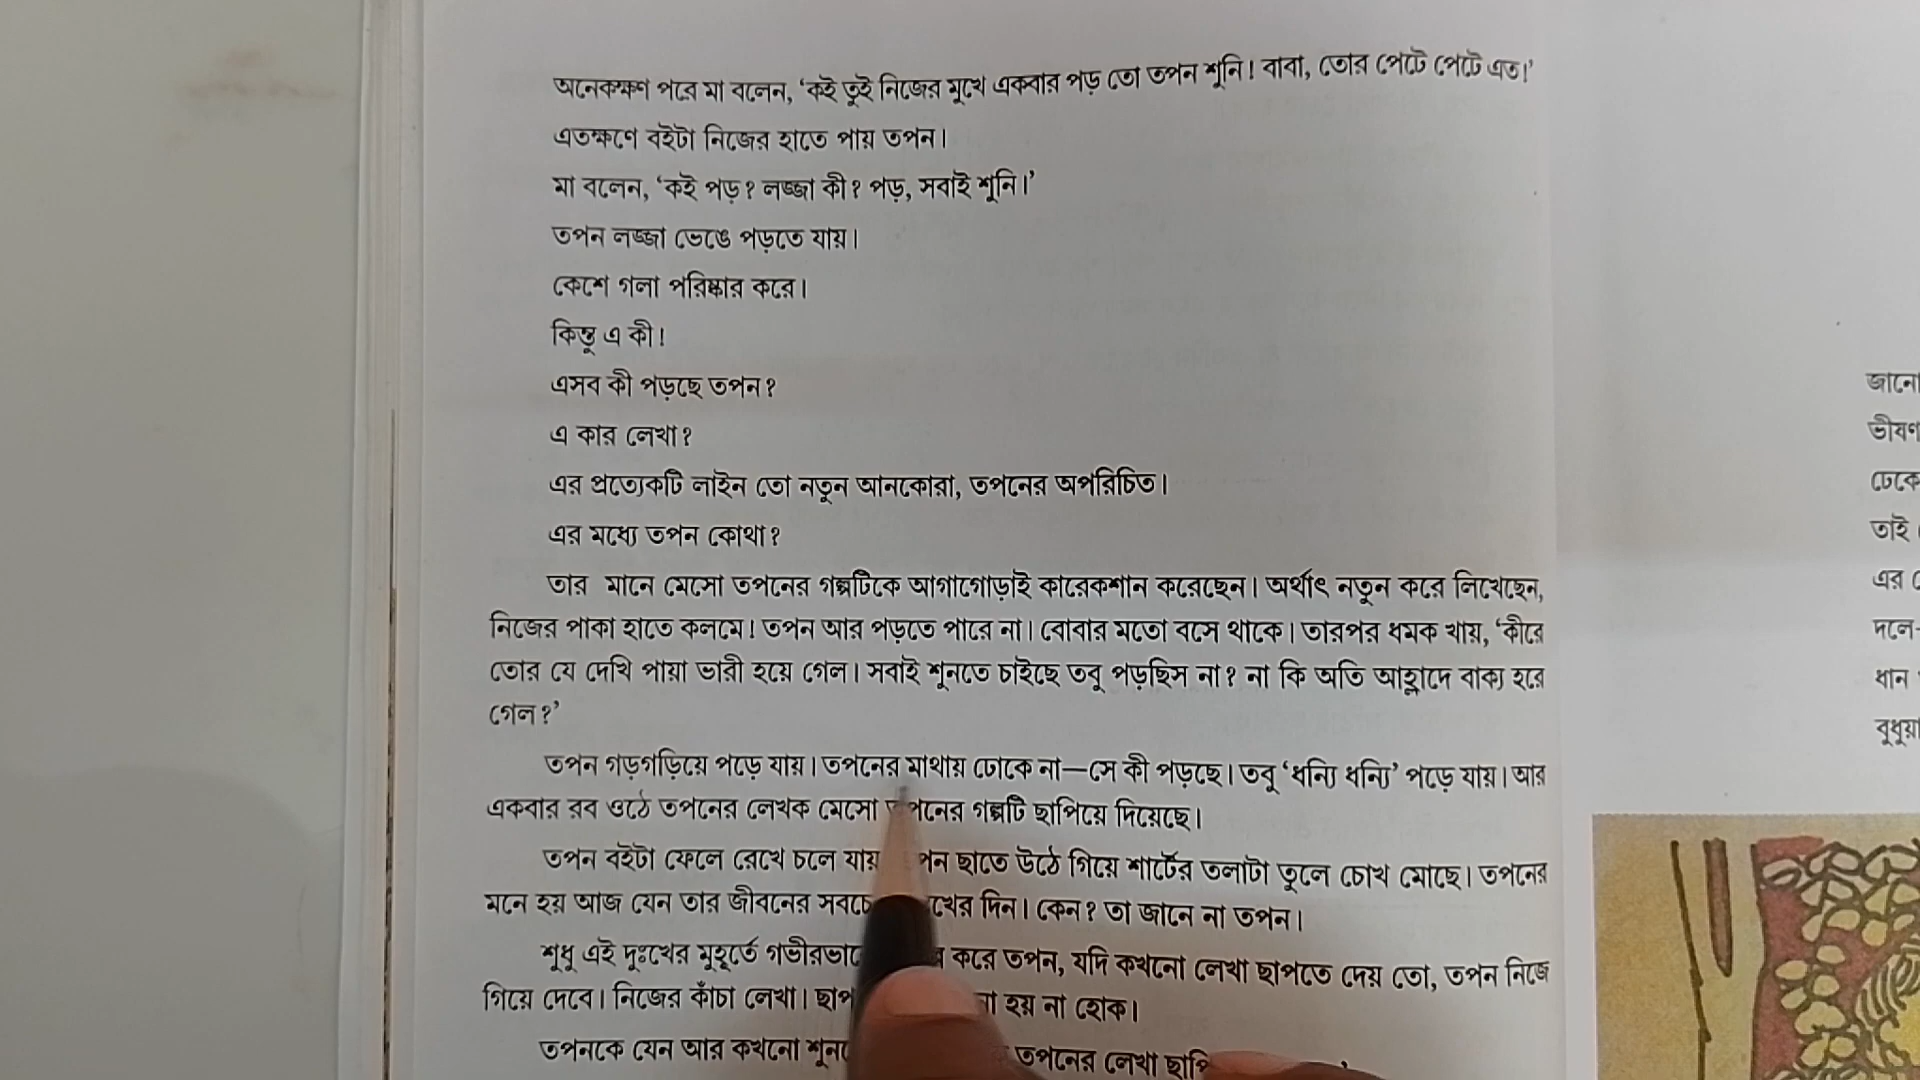 অনেকক্ষণ পরে মা বলেন, ‘কই তুই নিজের মুখে একবার পড় তো তপন শুনি! বাবা, তোর পেটে পেটে এত।’
এতক্ষণে বইটা নিজের হাতে পায় তপন।
মা বলেন, ‘কই পড়? লজ্জা কী? পড়, সবাই শুনি।’
তপন লজ্জা ভেঙে পড়তে যায়।
কেশে গলা পরিষ্কার করে।
কিন্তু এ কী!
এসব কী পড়ছে তপন?
এ কার লেখা?
এর প্রত্যেকটি লাইন তো নতুন আনকোরা, তপনের অপরিচিত।
এর মধ্যে তপন কোথা?
তার মানে মেসো তপনের গল্পটিকে আগাগোড়াই কারেকশান করেছেন। অর্থাৎ নতুন করে লিখেছেন,
নিজের পাকা হাতে কলমে! তপন আর পড়তে পারে না। বোবার মতো বসে থাকে। তারপর ধমক খায়, ‘কীরে
তোর যে দেখি পায়া ভারী হয়ে গেল। সবাই শুনতে চাইছে তবু পড়ছিস না? না কি অতি আহ্লাদে বাক্য হরে
গেল?’
তপন গড়গড়িয়ে পড়ে যায়। তপনের মাথায় ঢোকে না—সে কী পড়ছে। তবু ‘ধন্যি ধন্যি’ পড়ে যায়। আর
একবার রব ওঠে তপনের লেখক মেসো তপনের গল্পটি ছাপিয়ে দিয়েছে।
তপন বইটা ফেলে রেখে চলে যায় ছাতে উঠে গিয়ে শার্টের তলাটা তুলে চোখ মোছে। তপনের
মনে হয় আজ যেন তার জীবনের দিন। কেন? তা জানে না তপন।
শুধু এই দুঃখের মুহূর্তে করে তপন, যদি কখনো লেখা ছাপতে দেয় তো, তপন নিজে
গিয়ে দেবে। নিজের কাঁচা লেখা। হয় না হোক।
তপনকে যেন আর কখনো তপনের লেখা
জানো
ভীষণ
ঢেকে
তাই
এর
দলে-
ধান
বুধুয়া